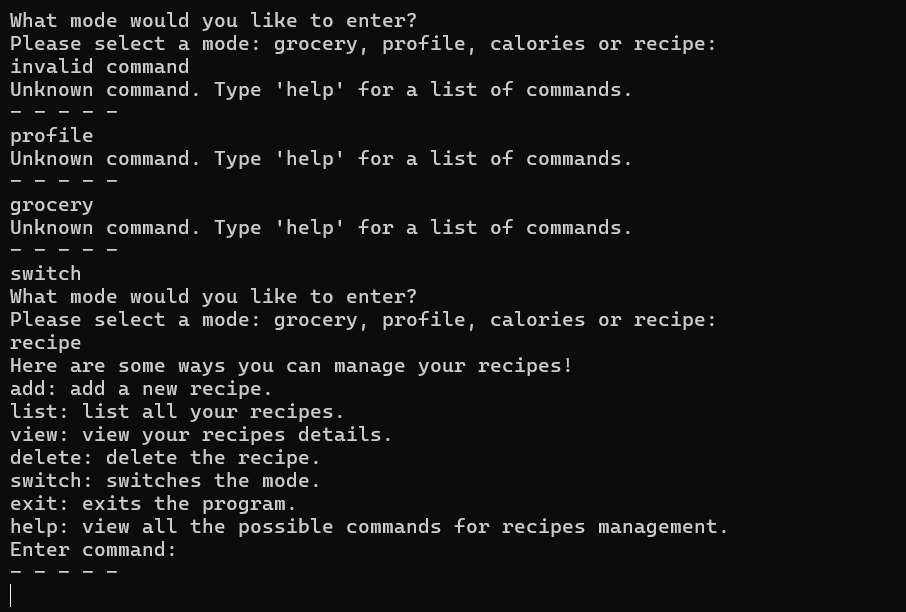 What mode would you like to enter?
Please select a mode: grocery, profile, calories or recipe:
invalid command
Unknown command. Type 'help' for a list of commands.
- - - - -
profile
Unknown command. Type 'help' for a list of commands.
- - - - -
grocery
Unknown command. Type 'help' for a list of commands.
- - - - -
switch
What mode would you like to enter?
Please select a mode: grocery, profile, calories or recipe:
recipe
Here are some ways you can manage your recipes!
add: add a new recipe.
list: list all your recipes.
view: view your recipes details.
delete: delete the recipe.
switch: switches the mode.
exit: exits the program.
help: view all the possible commands for recipes management.
Enter command:
- - - - -